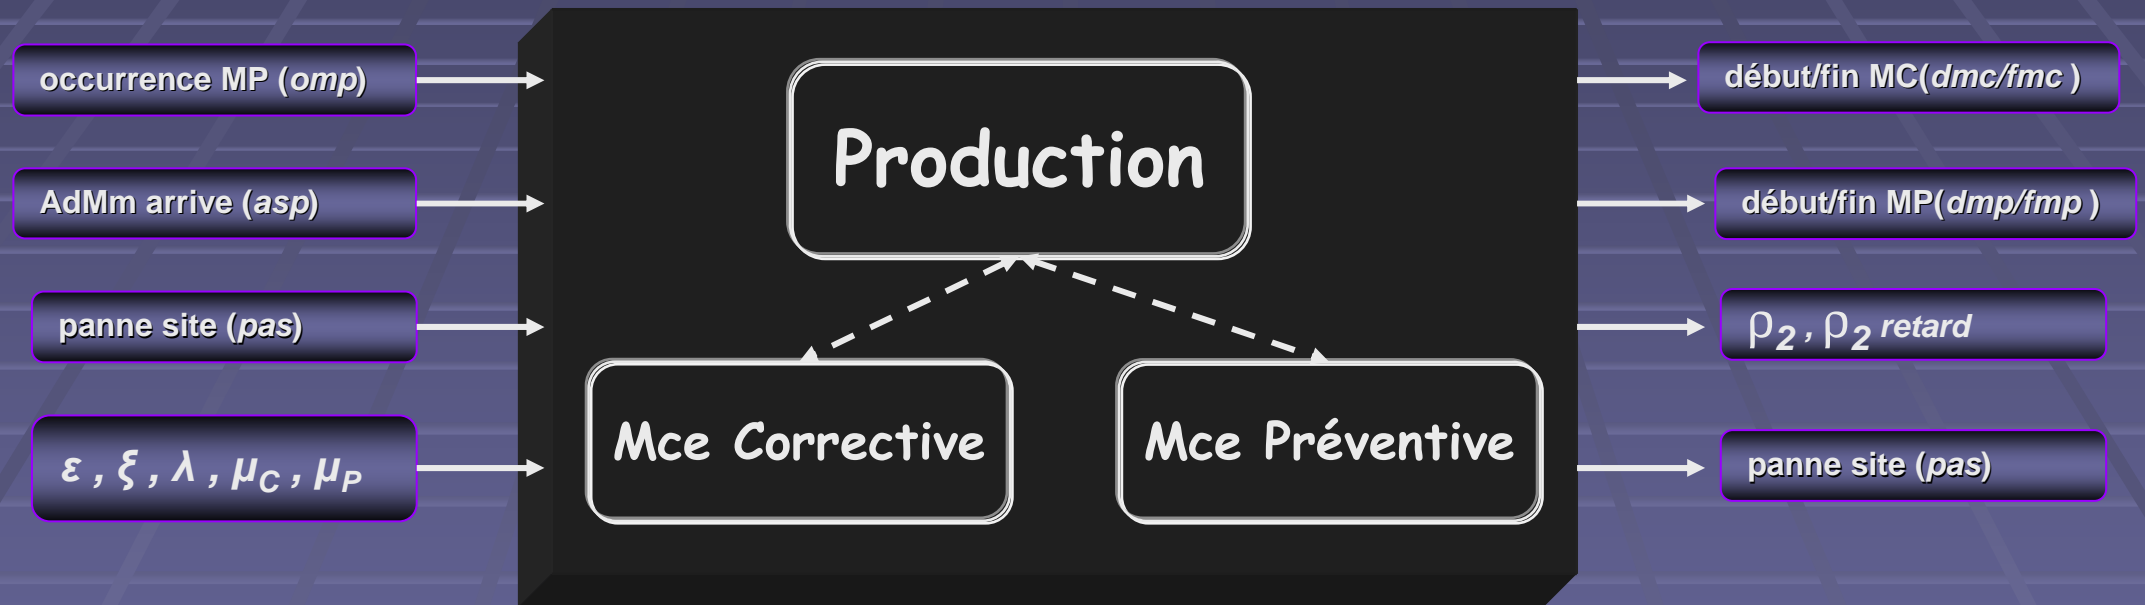 occurrence MP (omp)
AdMm arrive (asp)
panne site (pas)
ε , ξ , λ , μC , μP
Production
Mce Corrective
Mce Préventive
début/fin MC(dmc/fmc )
début/fin MP(dmp/fmp )
ρ2 , ρ2 retard
panne site (pas)